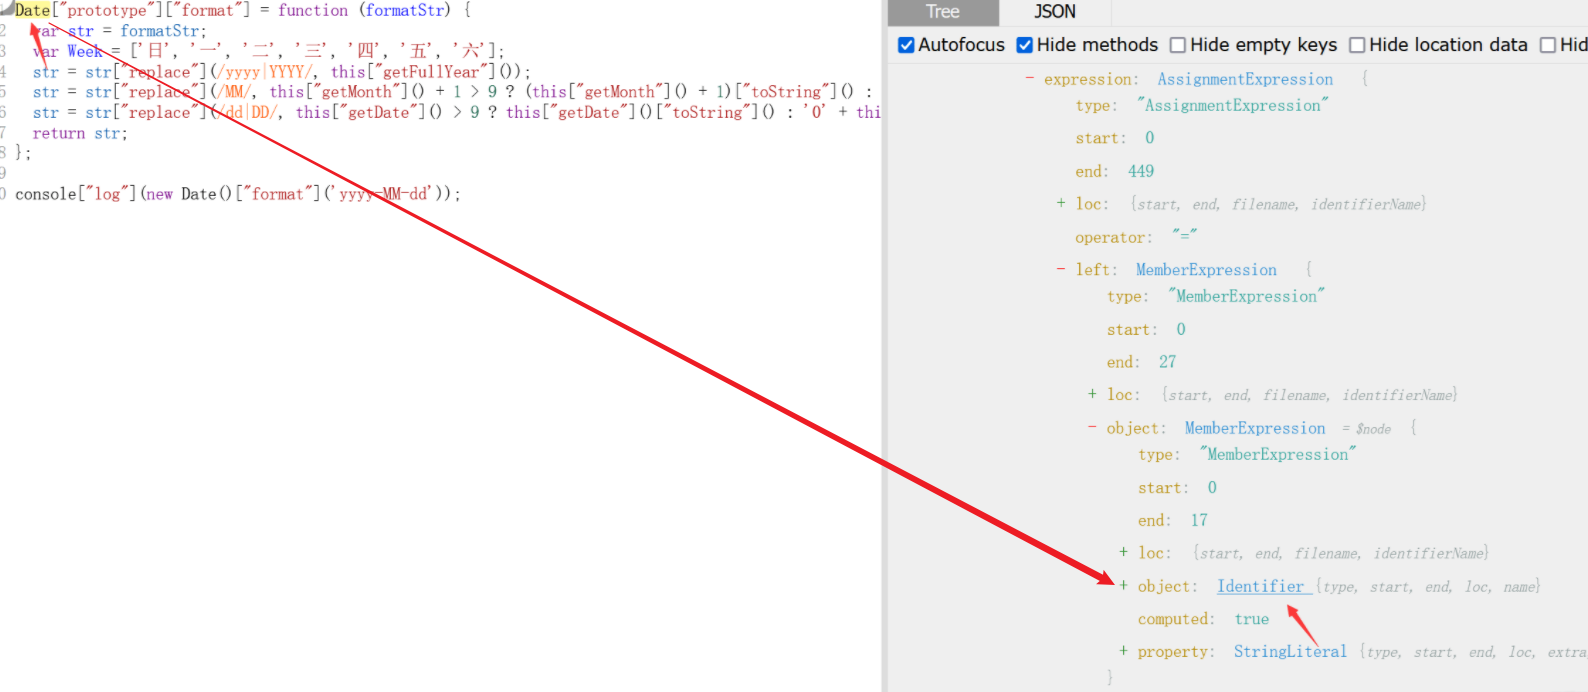 Date["prototype"]["format"] = function (formatStr) {
2 var str = formatStr;
3 var Week = ['日', '一', '二', '三', '四', '五', '六'];
4 str = str["replace"](/yyyy|YYYY/, this["getFullYear"]());
5 str = str["replace"](/MM/, this["getMonth"]() + 1 > 9 ? (this["getMonth"]() + 1)["toString"]() :
6 str = str["replace"](/dd|DD/, this["getDate"]() > 9 ? this["getDate"]()["toString"]() : '0' + thi
7 return str;
8 };
9
0 console["log"](new Date()["format"]('yyyy-MM-dd'));
Tree JSON
Autofocus Hide methods Hide empty keys Hide location data Hid
- expression: AssignmentExpression {
type: "AssignmentExpression"
start: 0
end: 449
+ loc: {start, end, filename, identifierName}
operator: "="
- left: MemberExpression {
type: "MemberExpression"
start: 0
end: 27
+ loc: {start, end, filename, identifierName}
- object: MemberExpression = $node {
type: "MemberExpression"
start: 0
end: 17
+ loc: {start, end, filename, identifierName}
+ object: Identifier {type, start, end, loc, name}
computed: true
+ property: StringLiteral {type, start, end, loc, extra,
}